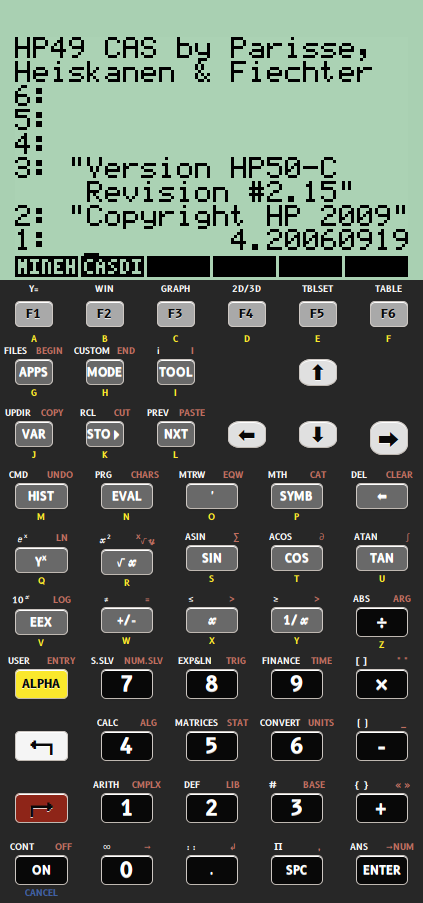 HP49 CAS by Parisse,
Heiskanen & Fiechter
6:
5:
4:
3: "Version HP50-C
Revision #2.15"
2: "Copyright HP 2009"
1: 4.20060919
CASDI
Y= WIN GRAPH 2D/3D TBLSET TABLE
F1 F2 F3 F4 F5 F6
A B C D E F
FILES BEGIN CUSTOM END i I
APPS MODE TOOL ⬆
G H I
UPDIR COPY RCL CUT PREV PASTE
VAR STO▶ NXT ⬅ ⬇ ➡
J K L
CMD UNDO PRG CHARS MTRW EQW MTH CAT DEL CLEAR
HIST EVAL ' SYMB ⬅
M N O P
eˣ LN x² ˣ√y ASIN ∑ ACOS ∂ ATAN ∫
Yˣ √x SIN COS TAN
Q R S T U
10ˣ LOG ≠ = ≤ > ≥ > ABS ARG
EEX +/- x 1/x ÷
V W X Y Z
USER ENTRY S.SLV NUM.SLV EXP&LN TRIG FINANCE TIME [ ] " "
ALPHA 7 8 9 ×
CALC ALG MATRICES STAT CONVERT UNITS [ ] _
4 5 6 -
ARITH CMPLX DEF LIB # BASE { } « »
1 2 3 +
CONT OFF ∞ → : : ↲ Π , ANS →NUM
ON 0 . SPC ENTER
CANCEL